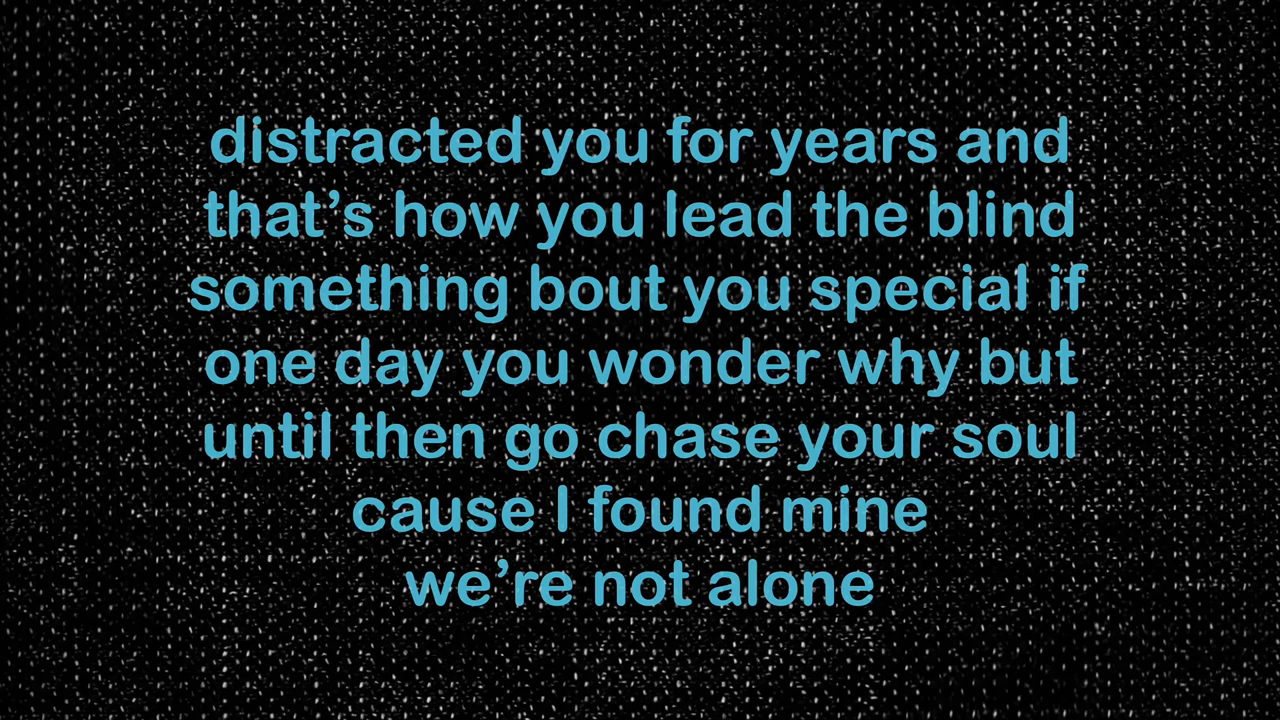 distracted you for years and
that’s how you lead the blind
something bout you special if
one day you wonder why but
until then go chase your soul
cause I found mine
we’re not alone